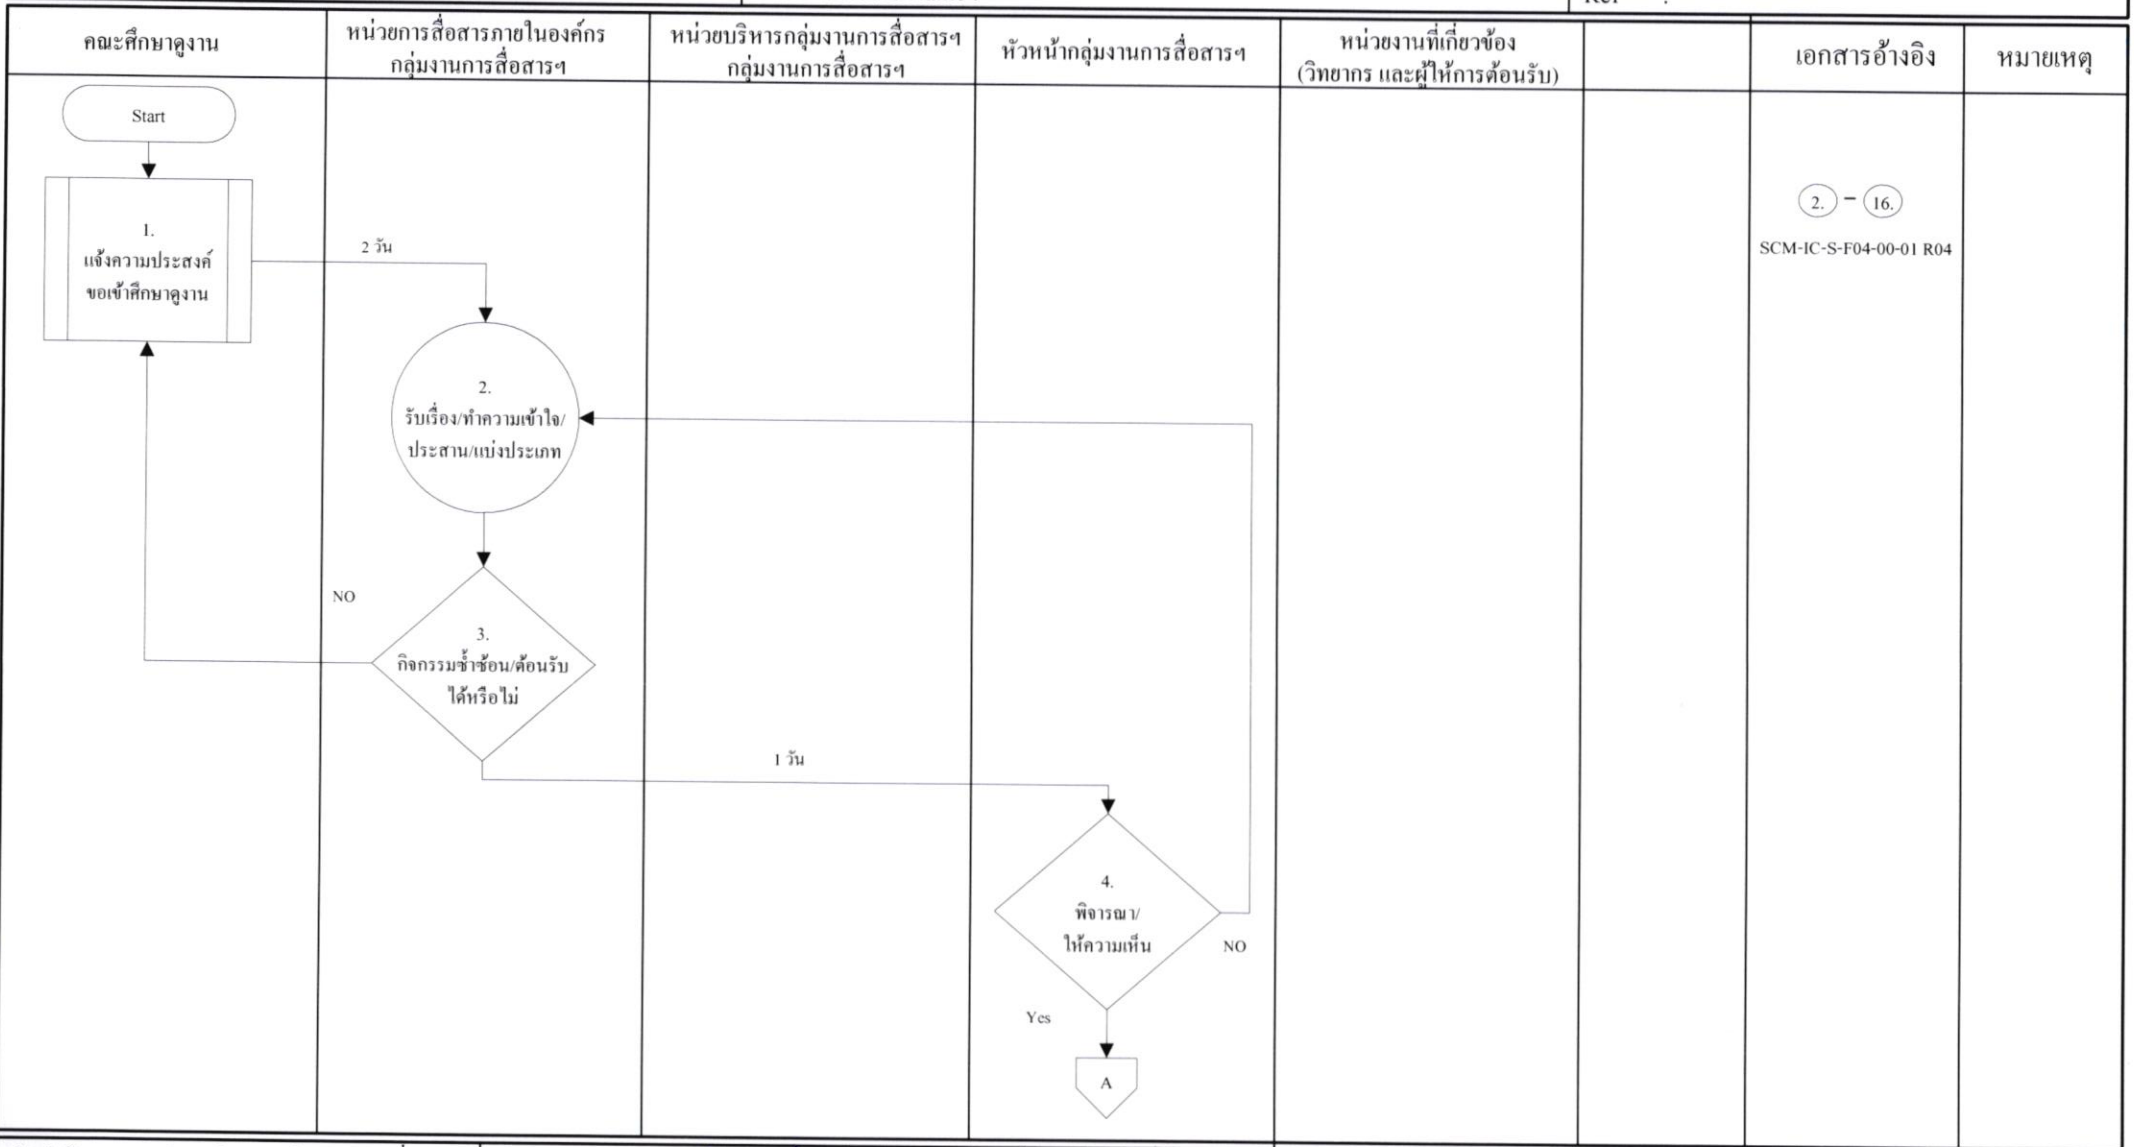 คณะศึกษาดูงาน
หน่วยการสื่อสารภายในองค์กร
กลุ่มงานการสื่อสารฯ
หน่วยบริหารกลุ่มงานการสื่อสารฯ
กลุ่มงานการสื่อสารฯ
หัวหน้ากลุ่มงานการสื่อสารฯ
หน่วยงานที่เกี่ยวข้อง
(วิทยากร และผู้ให้การต้อนรับ)
เอกสารอ้างอิง
หมายเหตุ
Start
1.
แจ้งความประสงค์
ขอเข้าศึกษาดูงาน
2 วัน
2. – 16.
SCM-IC-S-F04-00-01 R04
2.
รับเรื่อง/ทำความเข้าใจ/
ประสาน/แบ่งประเภท
NO
3.
กิจกรรมซ้ำซ้อน/ต้อนรับ
ได้หรือไม่
1 วัน
4.
พิจารณา/
ให้ความเห็น
NO
Yes
A